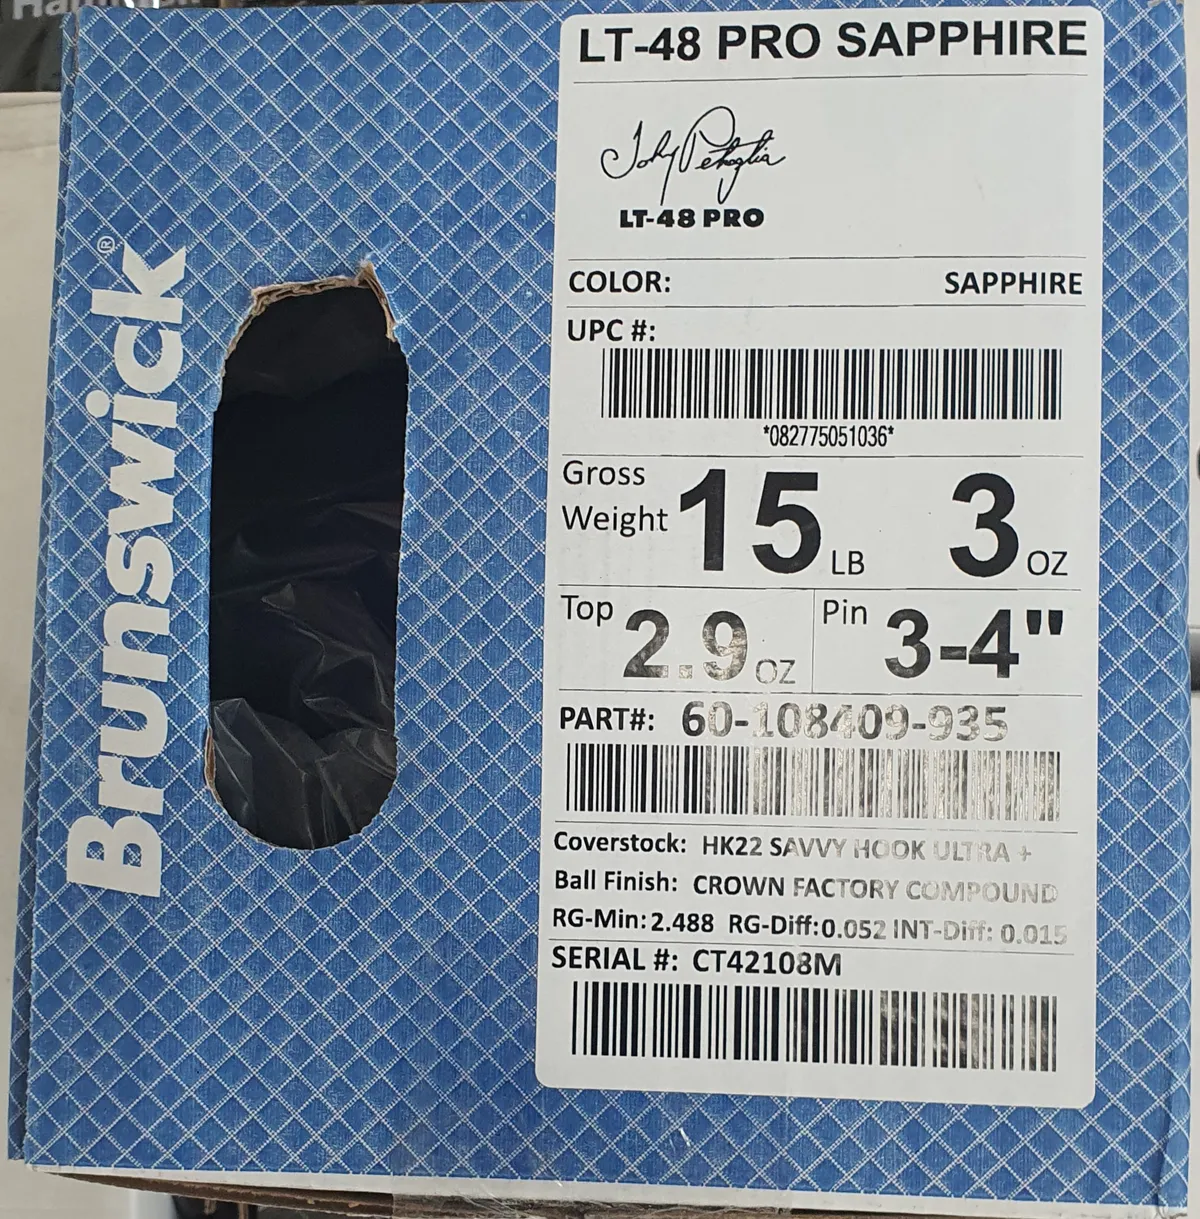 Brunswick®
LT-48 PRO SAPPHIRE
LT-48 PRO
COLOR: SAPPHIRE
UPC #:
*082775051036*
Gross Weight 15 LB 3 OZ
Top 2.9 OZ Pin 3-4"
PART#: 60-108409-935
Coverstock: HK22 SAVVY HOOK ULTRA +
Ball Finish: CROWN FACTORY COMPOUND
RG-Min: 2.488 RG-Diff: 0.052 INT-Diff: 0.015
SERIAL #: CT42108M